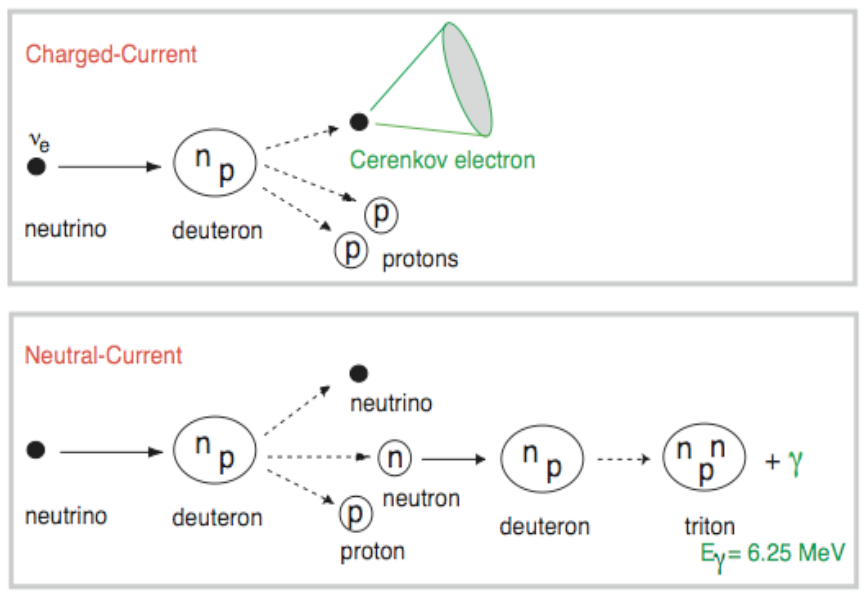 Charged-Current
νe
n p
Cerenkov electron
neutrino
deuteron
p
p
protons
Neutral-Current
n p
neutrino
n
n p
n p n
+ γ
neutrino
deuteron
p
neutron
proton
deuteron
triton
Eγ= 6.25 MeV